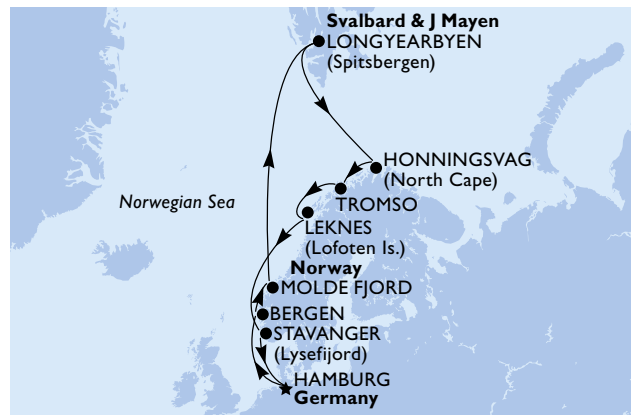 Svalbard & J Mayen
LONGYEARBYEN
(Spitsbergen)
HONNINGSVAG
(North Cape)
Norwegian Sea
TROMSO
LEKNES
(Lofoten Is.)
Norway
MOLDE FJORD
BERGEN
STAVANGER
(Lysefijord)
HAMBURG
Germany